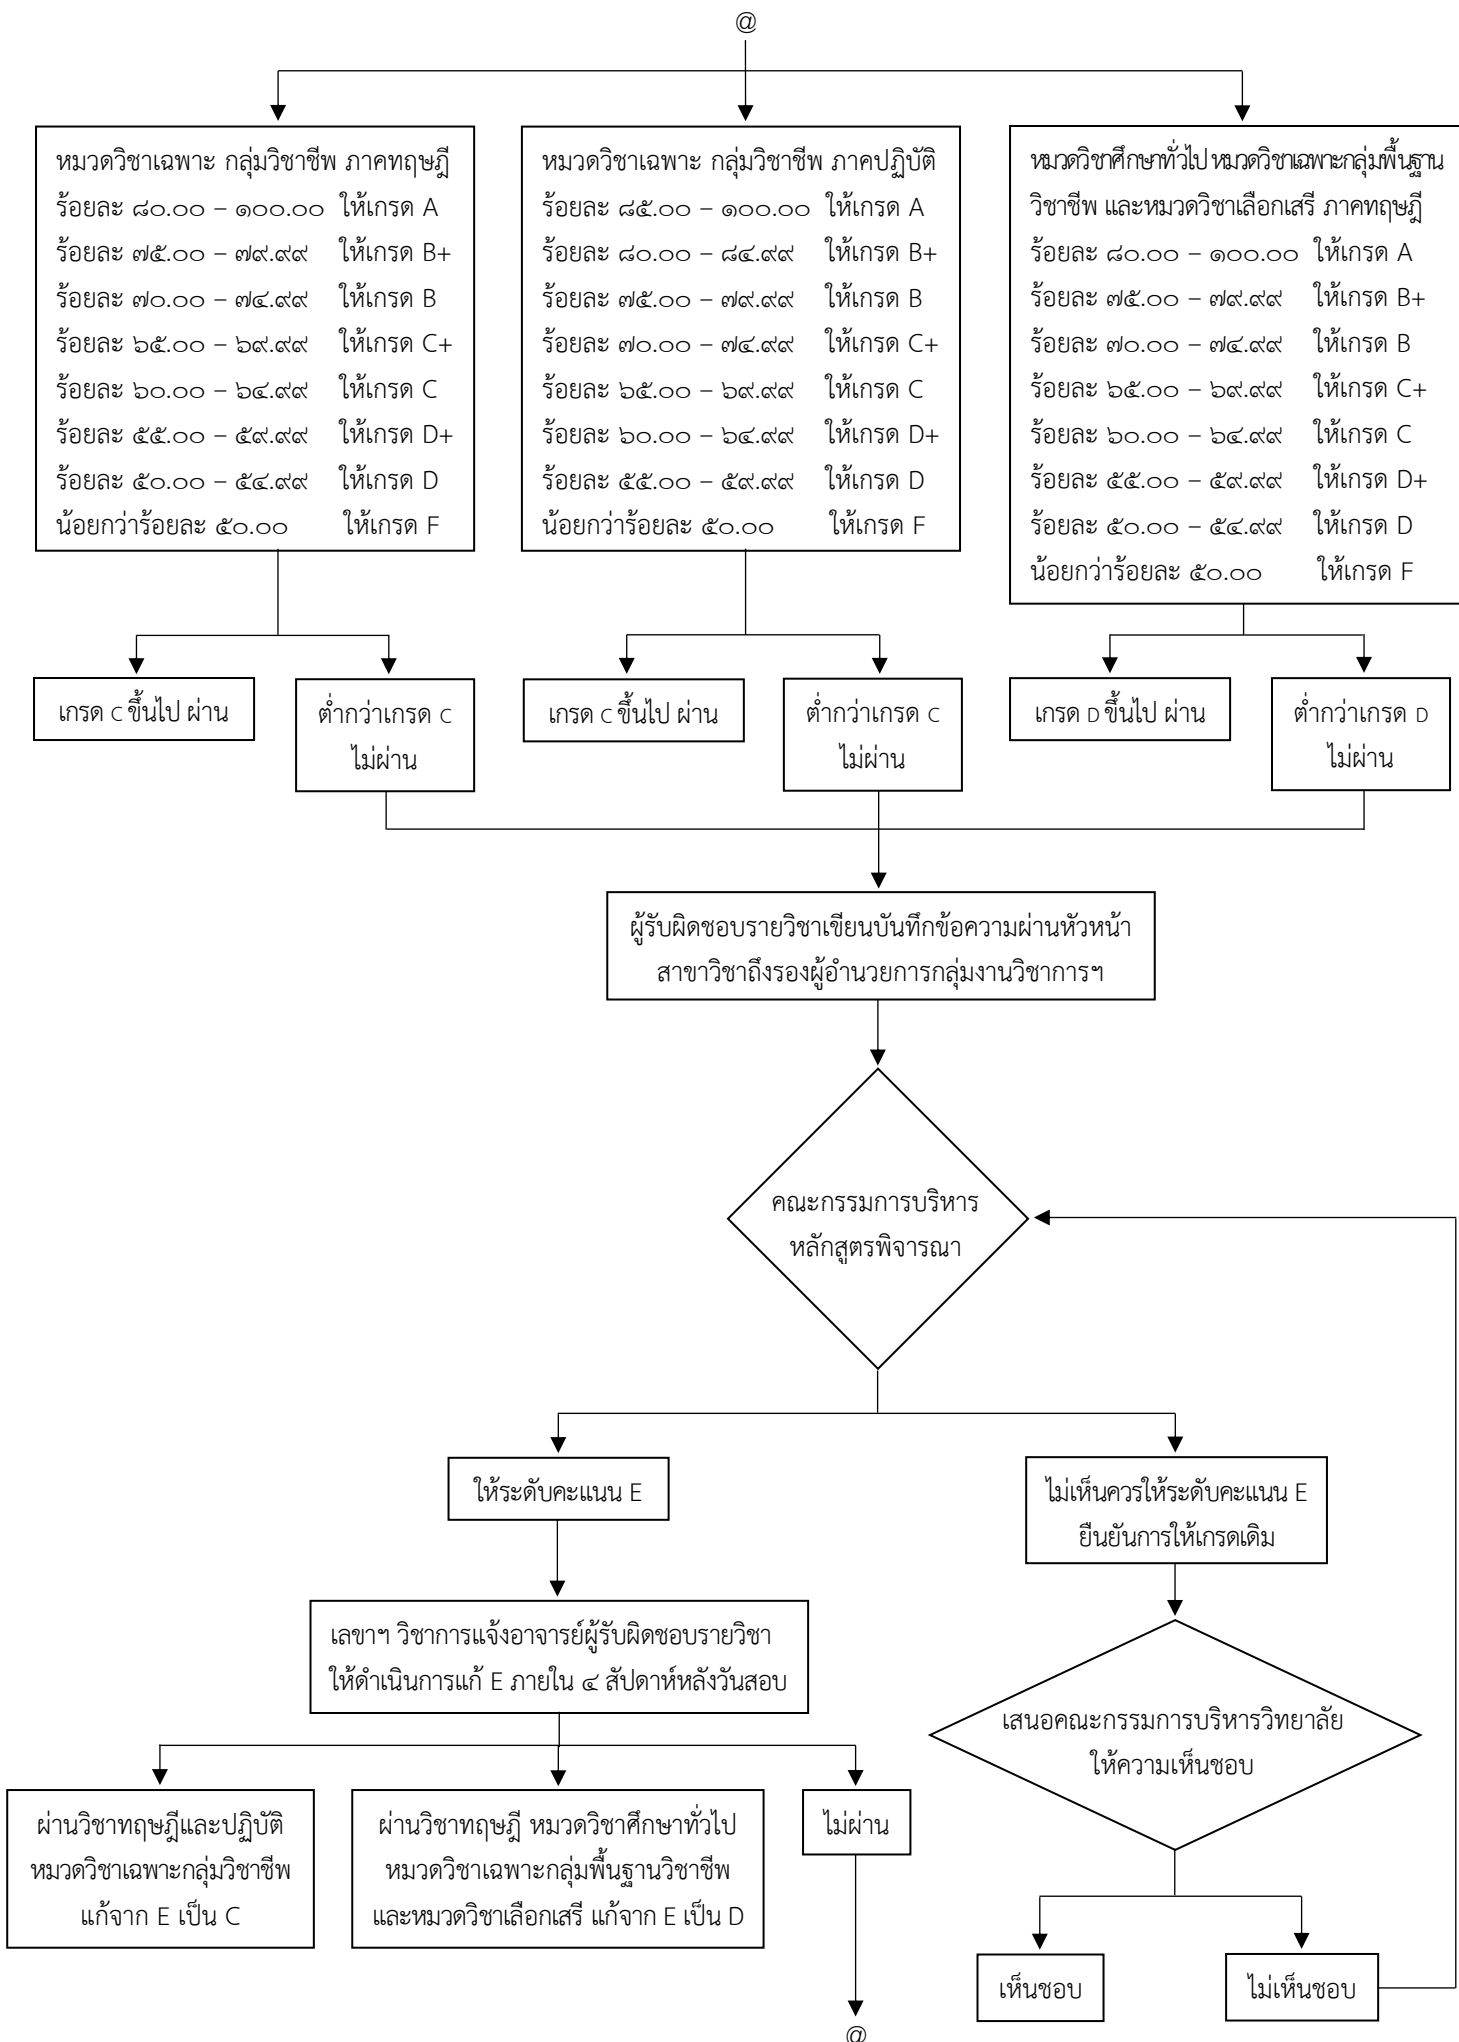 @
หมวดวิชาเฉพาะ กลุ่มวิชาชีพ ภาคทฤษฎี
ร้อยละ ๘๐.๐๐ – ๑๐๐.๐๐ ให้เกรด A
ร้อยละ ๗๕.๐๐ – ๗๙.๙๙ ให้เกรด B+
ร้อยละ ๗๐.๐๐ – ๗๔.๙๙ ให้เกรด B
ร้อยละ ๖๕.๐๐ – ๖๙.๙๙ ให้เกรด C+
ร้อยละ ๖๐.๐๐ – ๖๔.๙๙ ให้เกรด C
ร้อยละ ๕๕.๐๐ – ๕๙.๙๙ ให้เกรด D+
ร้อยละ ๕๐.๐๐ – ๕๔.๙๙ ให้เกรด D
น้อยกว่าร้อยละ ๕๐.๐๐ ให้เกรด F
หมวดวิชาเฉพาะ กลุ่มวิชาชีพ ภาคปฏิบัติ
ร้อยละ ๘๕.๐๐ – ๑๐๐.๐๐ ให้เกรด A
ร้อยละ ๘๐.๐๐ – ๘๔.๙๙ ให้เกรด B+
ร้อยละ ๗๕.๐๐ – ๗๙.๙๙ ให้เกรด B
ร้อยละ ๗๐.๐๐ – ๗๔.๙๙ ให้เกรด C+
ร้อยละ ๖๕.๐๐ – ๖๙.๙๙ ให้เกรด C
ร้อยละ ๖๐.๐๐ – ๖๔.๙๙ ให้เกรด D+
ร้อยละ ๕๕.๐๐ – ๕๙.๙๙ ให้เกรด D
น้อยกว่าร้อยละ ๕๐.๐๐ ให้เกรด F
หมวดวิชาศึกษาทั่วไป หมวดวิชาเฉพาะกลุ่มพื้นฐาน
วิชาชีพ และหมวดวิชาเลือกเสรี ภาคทฤษฎี
ร้อยละ ๘๐.๐๐ – ๑๐๐.๐๐ ให้เกรด A
ร้อยละ ๗๕.๐๐ – ๗๙.๙๙ ให้เกรด B+
ร้อยละ ๗๐.๐๐ – ๗๔.๙๙ ให้เกรด B
ร้อยละ ๖๕.๐๐ – ๖๙.๙๙ ให้เกรด C+
ร้อยละ ๖๐.๐๐ – ๖๔.๙๙ ให้เกรด C
ร้อยละ ๕๕.๐๐ – ๕๙.๙๙ ให้เกรด D+
ร้อยละ ๕๐.๐๐ – ๕๔.๙๙ ให้เกรด D
น้อยกว่าร้อยละ ๕๐.๐๐ ให้เกรด F
เกรด C ขึ้นไป ผ่าน
ต่ำกว่าเกรด C
ไม่ผ่าน
เกรด C ขึ้นไป ผ่าน
ต่ำกว่าเกรด C
ไม่ผ่าน
เกรด D ขึ้นไป ผ่าน
ต่ำกว่าเกรด D
ไม่ผ่าน
ผู้รับผิดชอบรายวิชาเขียนบันทึกข้อความผ่านหัวหน้า
สาขาวิชาถึงรองผู้อำนวยการกลุ่มงานวิชาการฯ
คณะกรรมการบริหาร
หลักสูตรพิจารณา
ให้ระดับคะแนน E
ไม่เห็นควรให้ระดับคะแนน E
ยืนยันการให้เกรดเดิม
เลขาฯ วิชาการแจ้งอาจารย์ผู้รับผิดชอบรายวิชา
ให้ดำเนินการแก้ E ภายใน ๔ สัปดาห์หลังวันสอบ
เสนอคณะกรรมการบริหารวิทยาลัย
ให้ความเห็นชอบ
ผ่านวิชาทฤษฎีและปฏิบัติ
หมวดวิชาเฉพาะกลุ่มวิชาชีพ
แก้จาก E เป็น C
ผ่านวิชาทฤษฎี หมวดวิชาศึกษาทั่วไป
หมวดวิชาเฉพาะกลุ่มพื้นฐานวิชาชีพ
และหมวดวิชาเลือกเสรี แก้จาก E เป็น D
ไม่ผ่าน
เห็นชอบ
ไม่เห็นชอบ
@